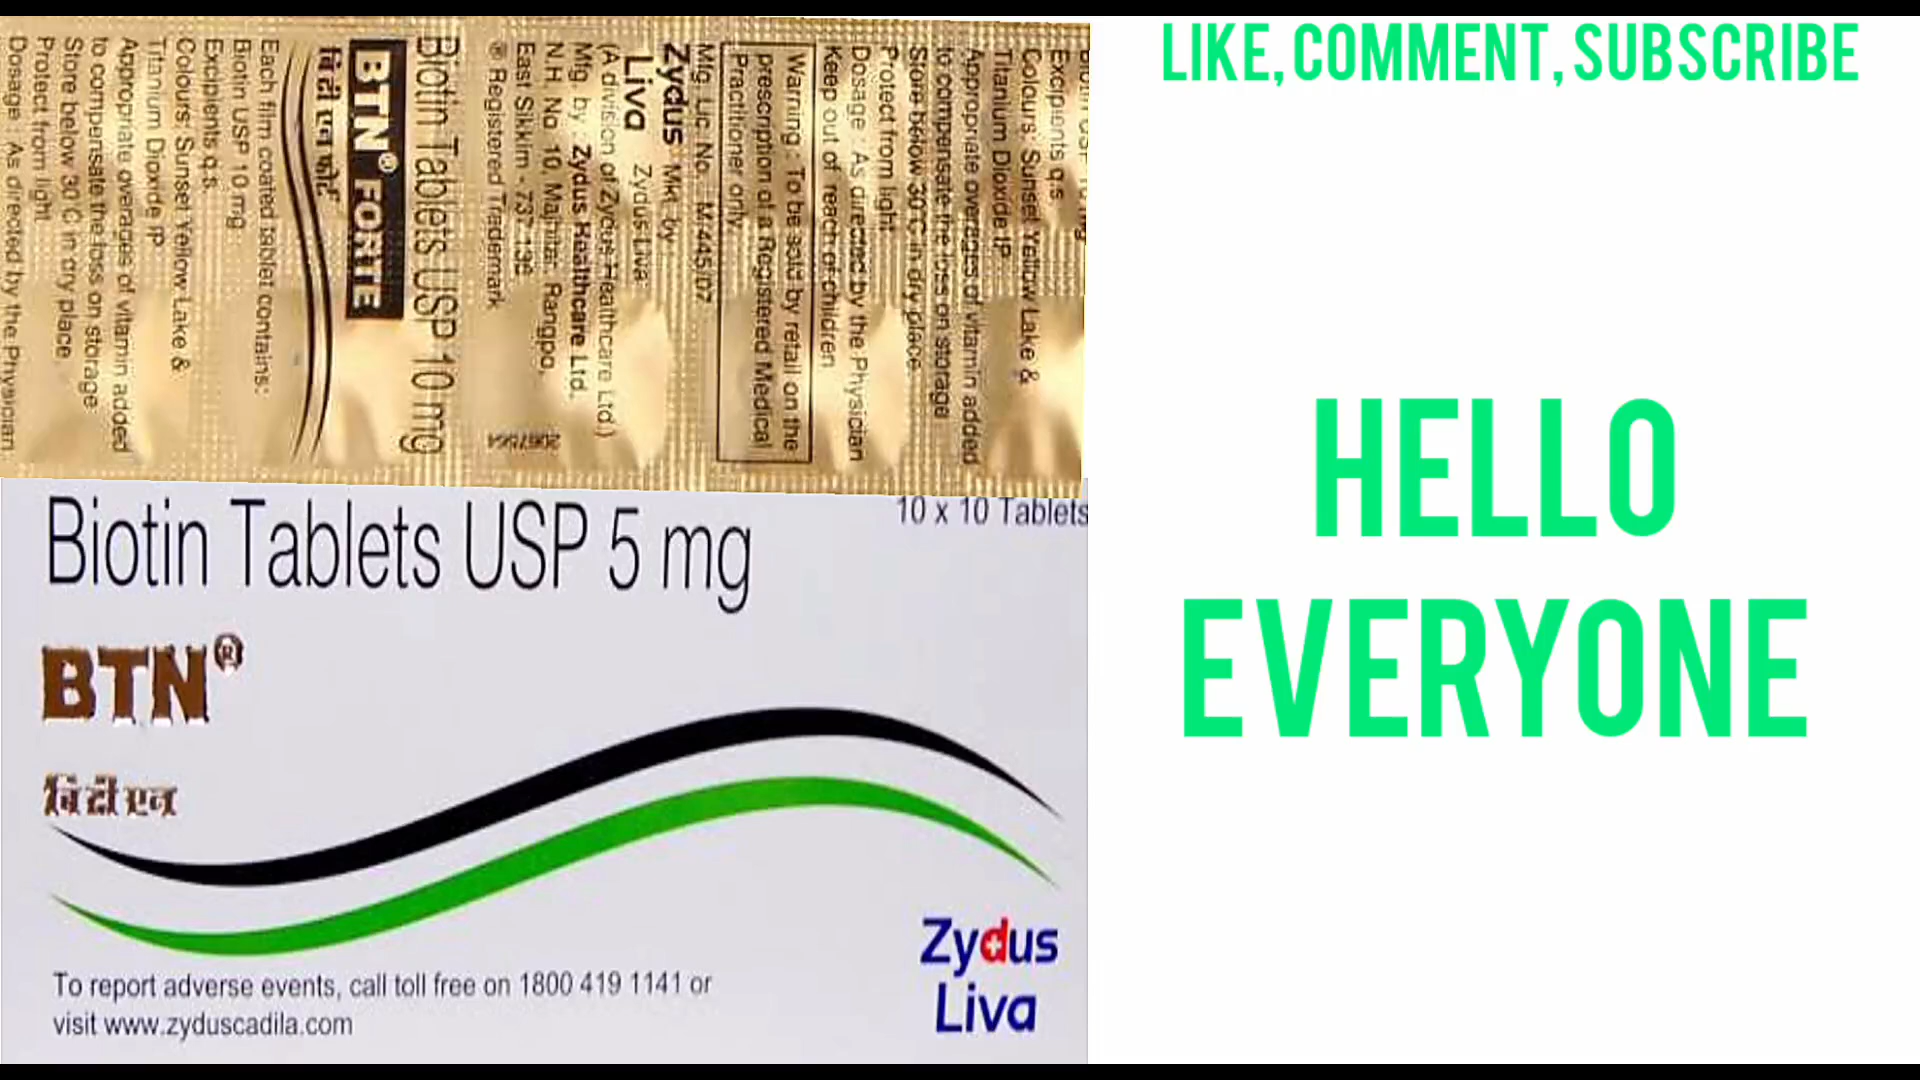 LIKE, COMMENT, SUBSCRIBE
HELLO
EVERYONE
Excipients q.s.
Colours: Sunset Yellow Lake &
Titanium Dioxide IP
Appropriate overages of vitamin added
to compensate the loss on storage
Store below 30°C in dry place
Protect from light
Dosage : As directed by the Physician
Keep out of reach of children
Warning : To be sold by retail on the
prescription of a Registered Medical
Practitioner only.
Mfg. Lic. No. : M/445/07
Zydus Mkt. by :
Liva Zydus Liva
(A division of Zydus Healthcare Ltd.)
Mfg. by : Zydus Healthcare Ltd.
N.H. No. 10, Majhitar, Rangpo,
East Sikkim - 737 136
® Registered Trademark
Biotin Tablets USP 10 mg
BTN® FORTE
बि टी एन फोर्ट
Each film coated tablet contains:
Biotin USP 10 mg
Excipients q.s.
Colours: Sunset Yellow Lake &
Titanium Dioxide IP
Appropriate overages of vitamin added
to compensate the loss on storage
Store below 30°C in dry place
Protect from light
Dosage : As directed by the Physician
10 x 10 Tablets
Biotin Tablets USP 5 mg
BTN®
बि टी एन
Zydus
Liva
To report adverse events, call toll free on 1800 419 1141 or
visit www.zyduscadila.com